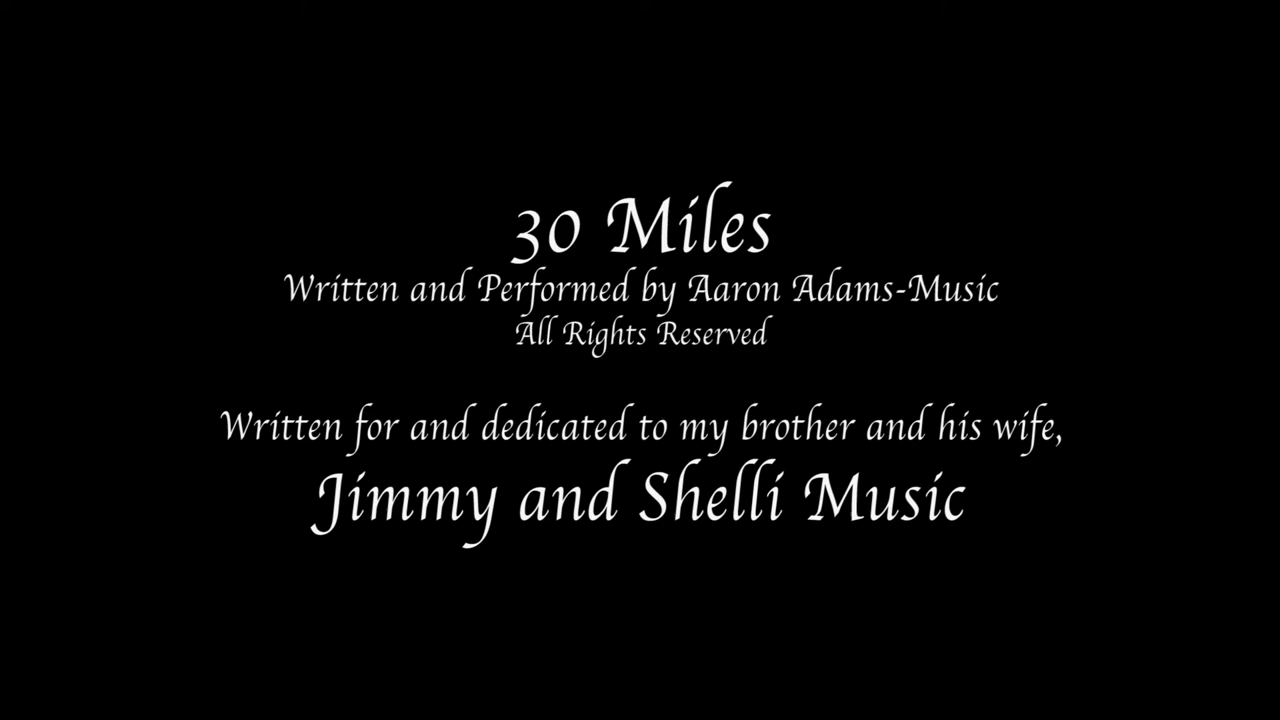 30 Miles
Written and Performed by Aaron Adams-Music
All Rights Reserved
Written for and dedicated to my brother and his wife,
Jimmy and Shelli Music